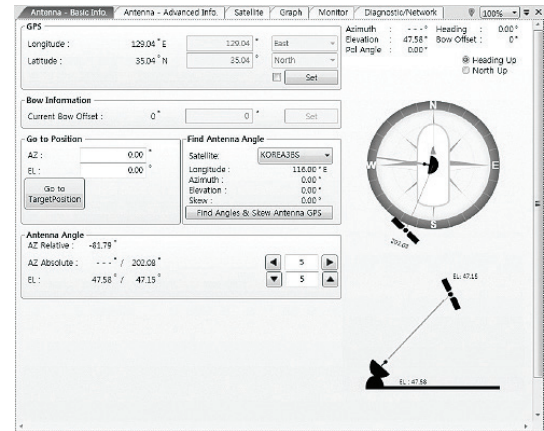 Antenna - Basic Info. Antenna - Advanced Info. Satellite Graph Monitor Diagnostic/Network 100%
GPS
Longitude : 129.04 ° E 129.04 ° East
Latitude : 35.04 ° N 35.04 ° North
Set
Bow Information
Current Bow Offset : 0° 0 ° Set
Go to Position
AZ : 0.00 °
EL : 0.00 °
Go to
TargetPosition
Find Antenna Angle
Satellite: KOREA3BS
Longitude : 116.00 ° E
Azimuth : 0.00 °
Elevation : 0.00 °
Skew : 0.00 °
Find Angles & Skew Antenna GPS
Antenna Angle
AZ Relative : -81.79 °
AZ Absolute : - - - ° / 202.08 ° 5
EL : 47.58 ° / 47.15 ° 5
Azimuth : - - - ° Heading : 0.00°
Elevation : 47.58° Bow Offset : 0°
Pol Angle : 0.00°
Heading Up
North Up
N
W E
S
202.08
EL: 47.15
EL : 47.58